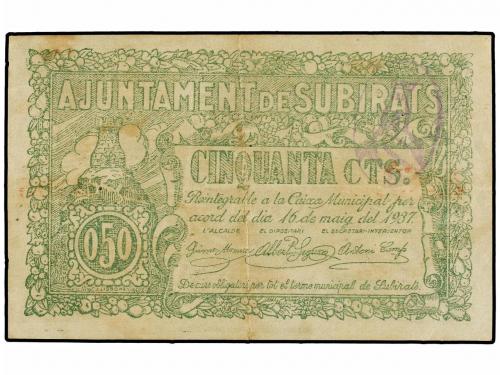 AJUNTAMENT DE SUBIRATS
CINQUANTA CTS.
Reintegrable a la Caixa Municipal per
acord del dia 16 de maig del 1937.
L'ALCALDE EL DIPOSITARI EL SECRETARI-INTERVENTOR
0,50
De curs obligatori per tot el terme municipal de Subirats.